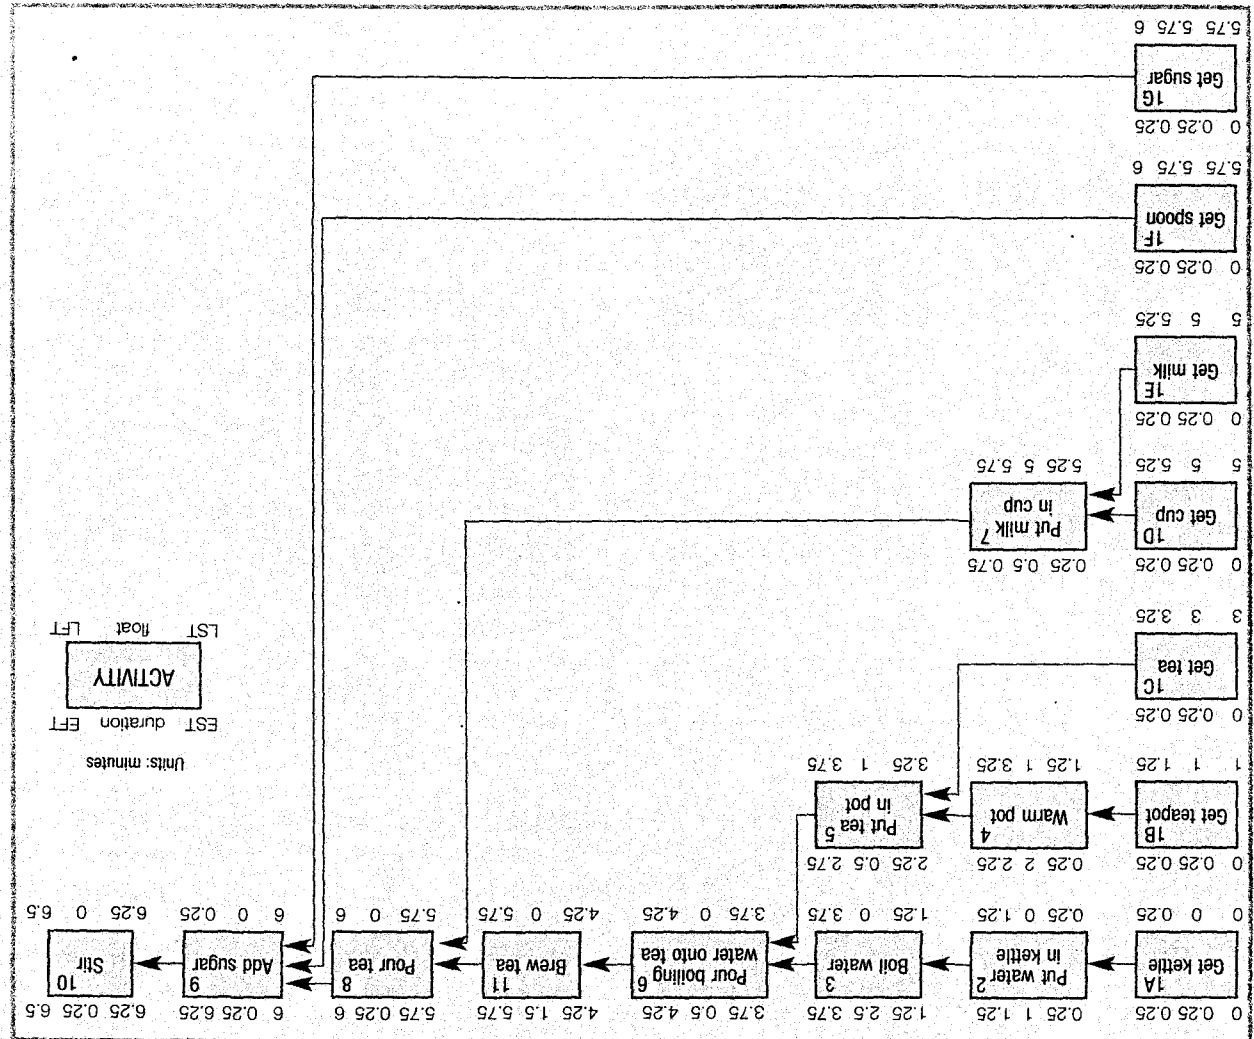 0 0.25 0.25
1A
Get kettle
0 0 0.25
0.25 1 1.25
Put water 2
in kettle
0.25 0 1.25
1.25 2.5 3.75
3
Boil water
1.25 0 3.75
3.75 0.5 4.25
6
Pour boiling
water onto tea
3.75 0 4.25
4.25 1.5 5.75
11
Brew tea
4.25 0 5.75
5.75 0.25 6
8
Pour tea
5.75 0 6
6 0.25 6.25
9
Add sugar
6 0 0.25
6.25 0.25 6.5
10
Stir
6.25 0 6.5
0 0.25 0.25
1B
Get teapot
1 1 1.25
0.25 2 2.25
4
Warm pot
1.25 1 3.25
2.25 0.5 2.75
5
Put tea
in pot
3.25 1 3.75
Units: minutes
EST duration EFT
ACTIVITY
LST float LFT
0 0.25 0.25
1C
Get tea
3 3 3.25
0 0.25 0.25
1D
Get cup
5 5 5.25
0.25 0.5 0.75
Put milk 7
in cup
5.25 5 5.75
0 0.25 0.25
1E
Get milk
5 5 5.25
0 0.25 0.25
1F
Get spoon
5.75 5.75 6
0 0.25 0.25
1G
Get sugar
5.75 5.75 6